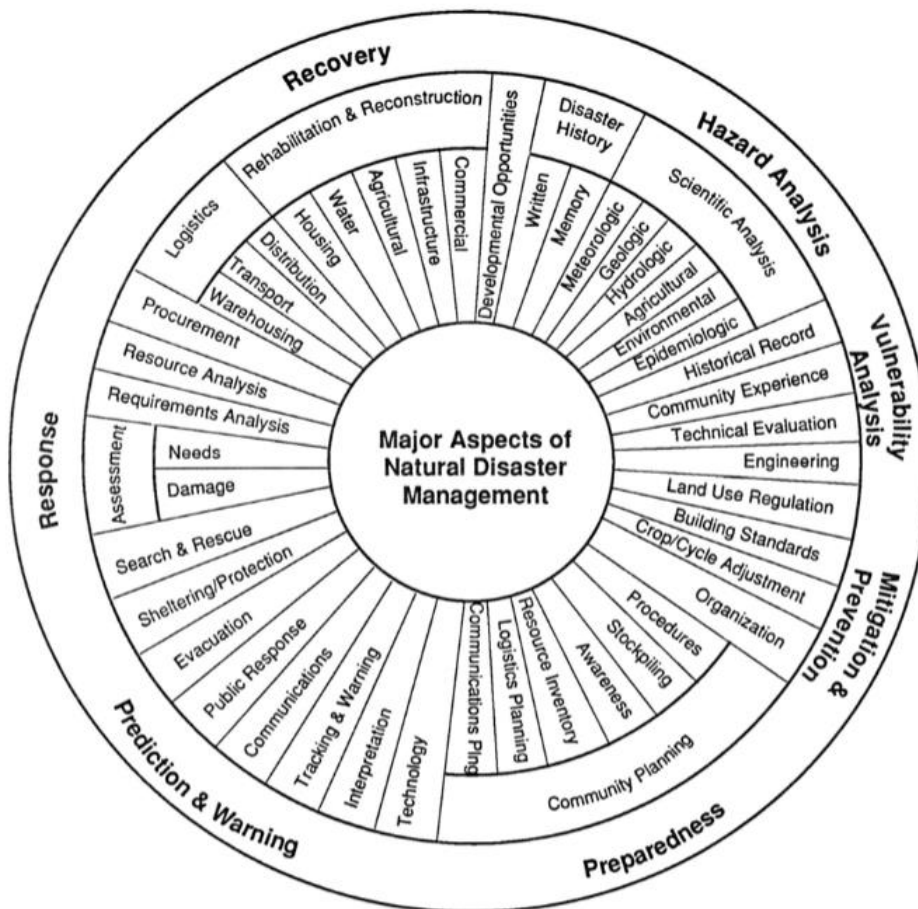 Major Aspects of
Natural Disaster
Management
Recovery
Hazard Analysis
Vulnerability
Analysis
Mittigation &
Prevention
Preparedness
Prediction & Warning
Response
Rehabilitation & Reconstruction
Housing
Water
Agricultural
Infrastructure
Commercial
Developmental Opportunities
Disaster
History
Written
Memory
Scientific Analysis
Meteorologic
Geologic
Hydrologic
Agricultural
Environmental
Epidemiologic
Historical Record
Community Experience
Technical Evaluation
Engineering
Land Use Regulation
Building Standards
Crop/Cycle Adjustment
Organization
Community Planning
Procedures
Stockpiling
Awareness
Resource Inventory
Logistics Planning
Communications Plng
Technology
Interpretation
Tracking & Warning
Communications
Public Response
Evacuation
Sheltering/Protection
Search & Rescue
Assessment
Damage
Needs
Requirements Analysis
Resource Analysis
Procurement
Logistics
Warehousing
Transport
Distribution